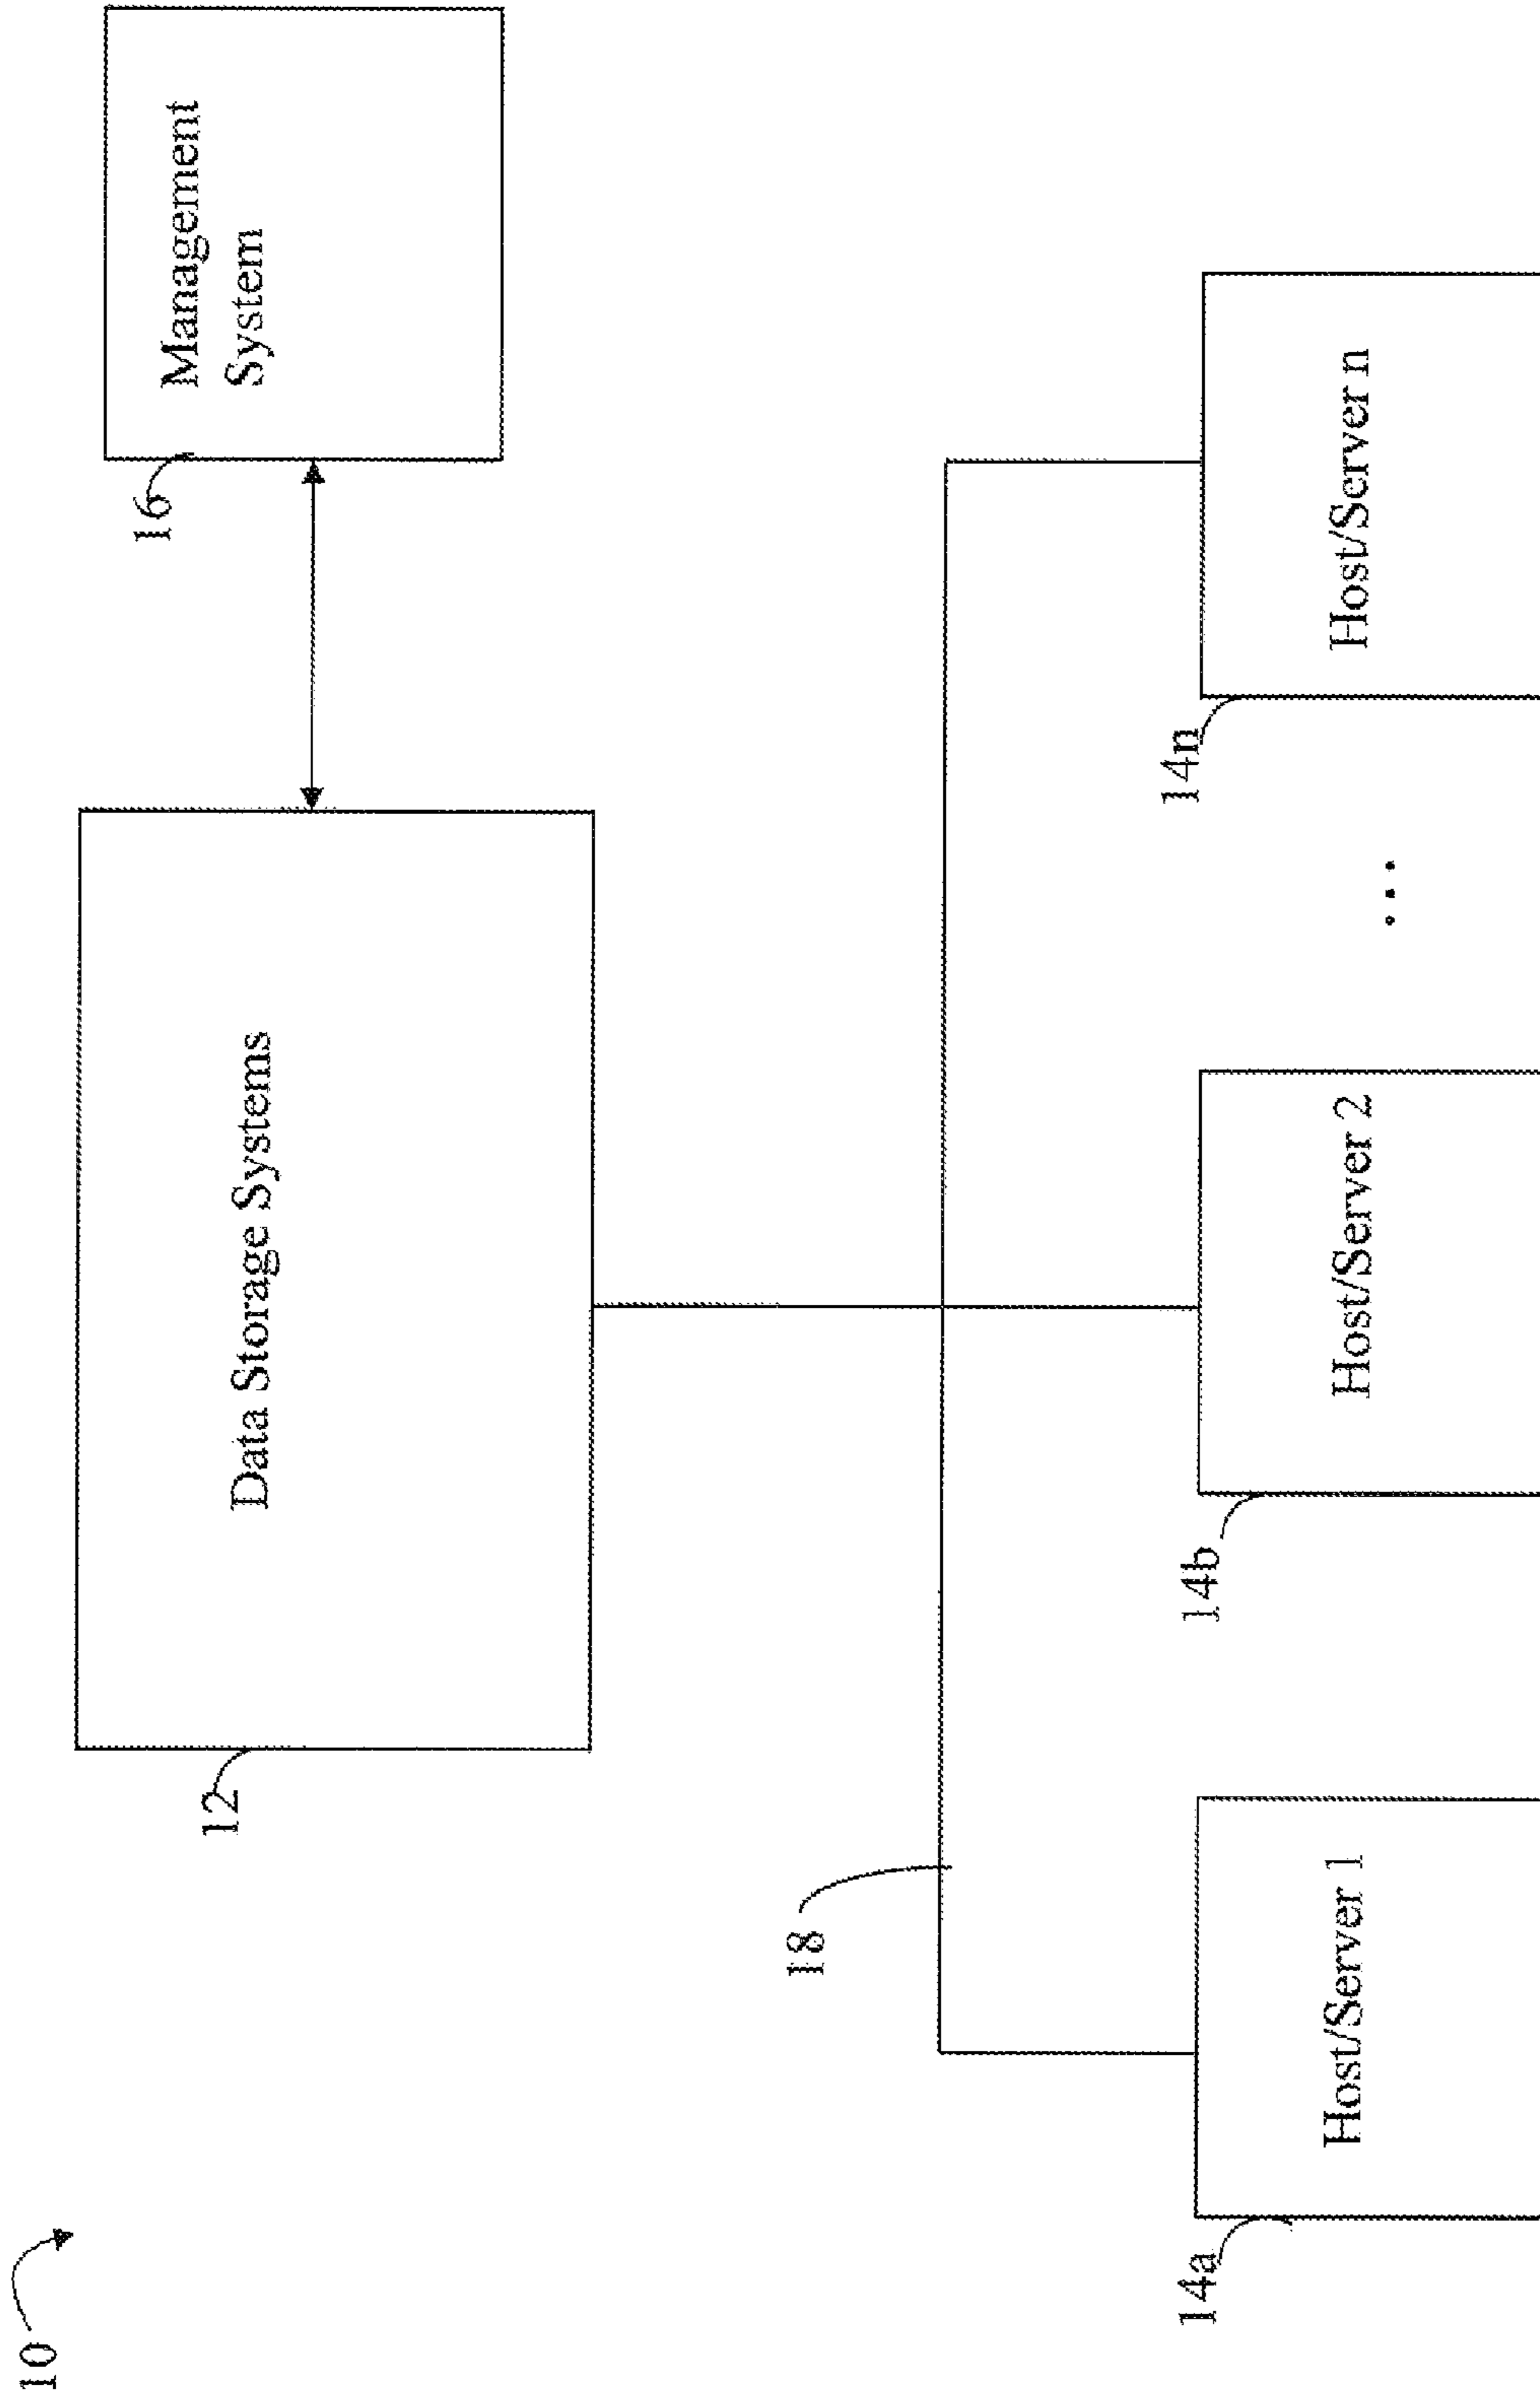 10
12
Data Storage Systems
16
Management
System
18
14a
Host/Server 1
14b
Host/Server 2
...
14n
Host/Server n